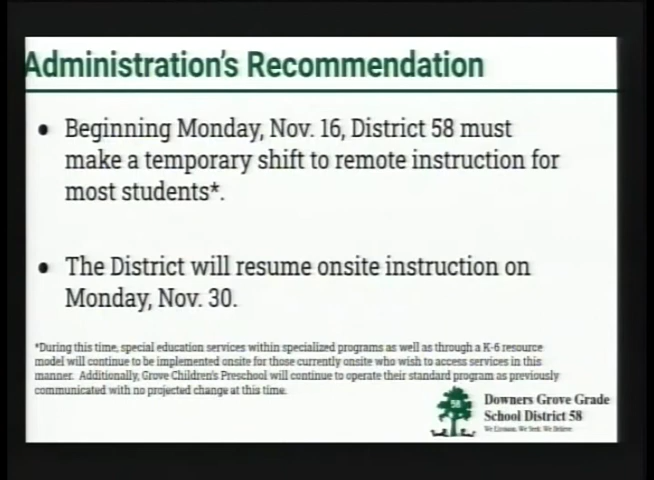 Administration's Recommendation
● Beginning Monday, Nov. 16, District 58 must
make a temporary shift to remote instruction for
most students*.
● The District will resume onsite instruction on
Monday, Nov. 30.
*During this time, special education services within specialized programs as well as through a K-6 resource
model will continue to be implemented onsite for those currently onsite who wish to access services in this
manner. Additionally, Grove Children's Preschool will continue to operate their standard program as previously
communicated with no projected change at this time.
58
Downers Grove Grade
School District 58
We